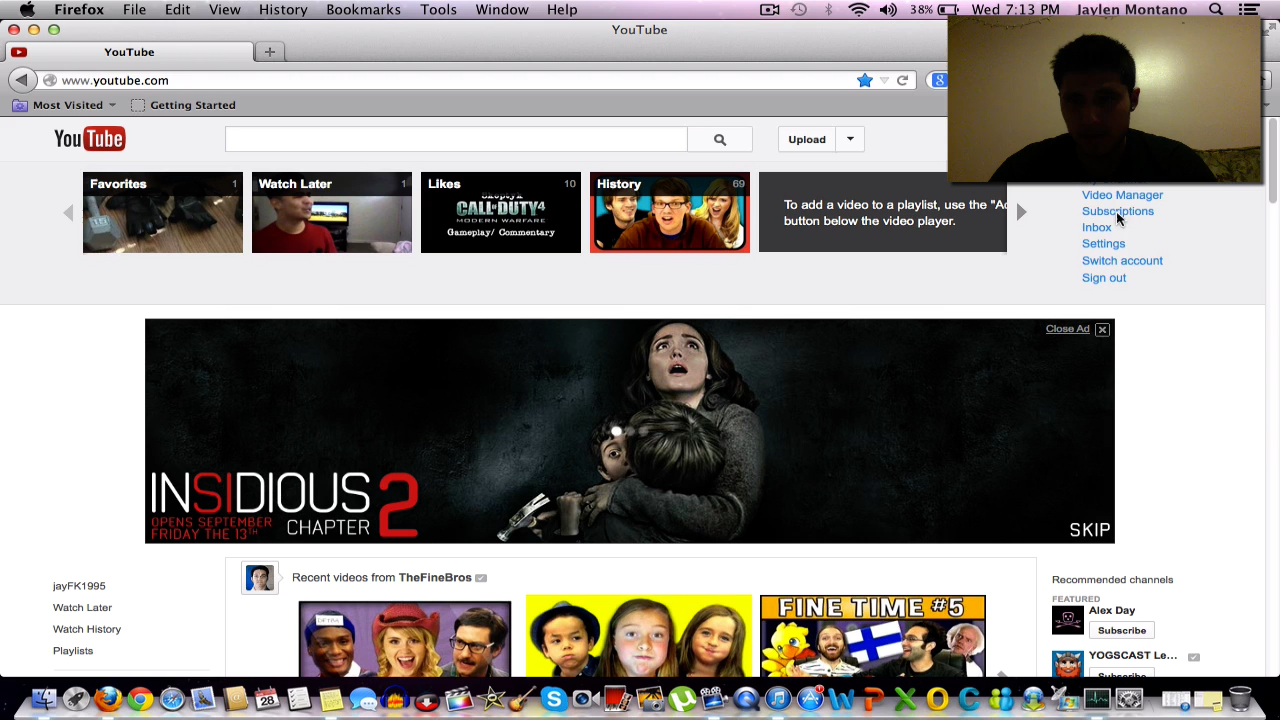 Firefox File Edit View History Bookmarks Tools Window Help 38% Wed 7:13 PM Jaylen Montano
YouTube
YouTube
www.youtube.com
Most Visited Getting Started
YouTube Upload
Favorites 1 Watch Later 1 Likes 10 History 69
CALL·DUTY 4
MODERN WARFARE
Gameplay/ Commentary
To add a video to a playlist, use the "Ad
button below the video player.
Video Manager
Subscriptions
Inbox
Settings
Switch account
Sign out
Close Ad
INSIDIOUS
CHAPTER 2
OPENS SEPTEMBER
FRIDAY THE 13TH
SKIP
jayFK1995
Watch Later
Watch History
Playlists
Recent videos from TheFineBros
FINE TIME #5
Recommended channels
FEATURED
Alex Day
Subscribe
YOGSCAST Le...
Subscribe
28